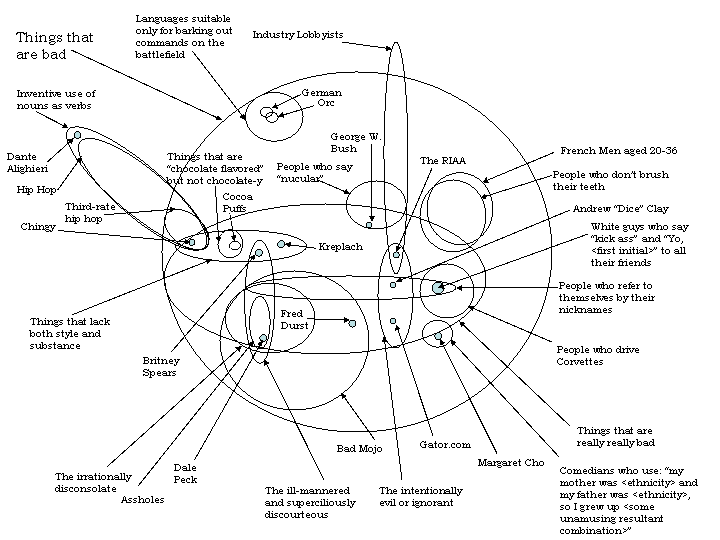 Things that
are bad
Languages suitable
only for barking out
commands on the
battlefield
Industry Lobbyists
Inventive use of
nouns as verbs
German
Orc
George W.
Bush
French Men aged 20-36
Dante
Alighieri
Things that are
"chocolate flavored"
but not chocolate-y
People who say
"nucular"
The RIAA
People who don't brush
their teeth
Hip Hop
Cocoa
Puffs
Third-rate
hip hop
Andrew "Dice" Clay
Chingy
Kreplach
White guys who say
"kick ass" and "Yo,
<first initial>" to all
their friends
People who refer to
themselves by their
nicknames
Things that lack
both style and
substance
Fred
Durst
Britney
Spears
People who drive
Corvettes
Things that are
really really bad
Bad Mojo
Gator.com
Margaret Cho
Dale
Peck
The irrationally
disconsolate
Assholes
The ill-mannered
and superciliously
discourteous
The intentionally
evil or ignorant
Comedians who use: "my
mother was <ethnicity> and
my father was <ethnicity>,
so I grew up <some
unamusing resultant
combination>"